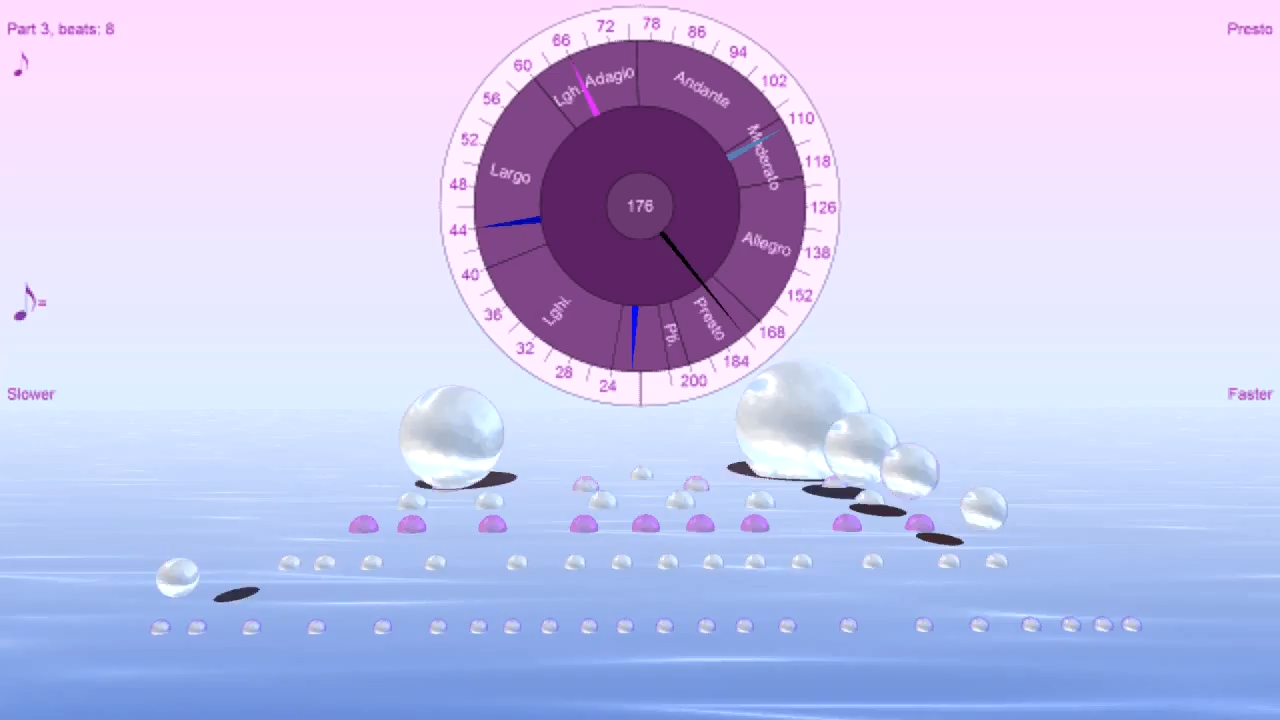 Part 3, beats: 8
Presto
72
78
66
86
60
94
56
102
52
110
48
118
44
126
40
138
36
152
32
168
28
184
24
200
Adagio
Lgh.
Andante
Moderato
Largo
176
Allegro
Lghi.
Presto
=
Slower
Faster